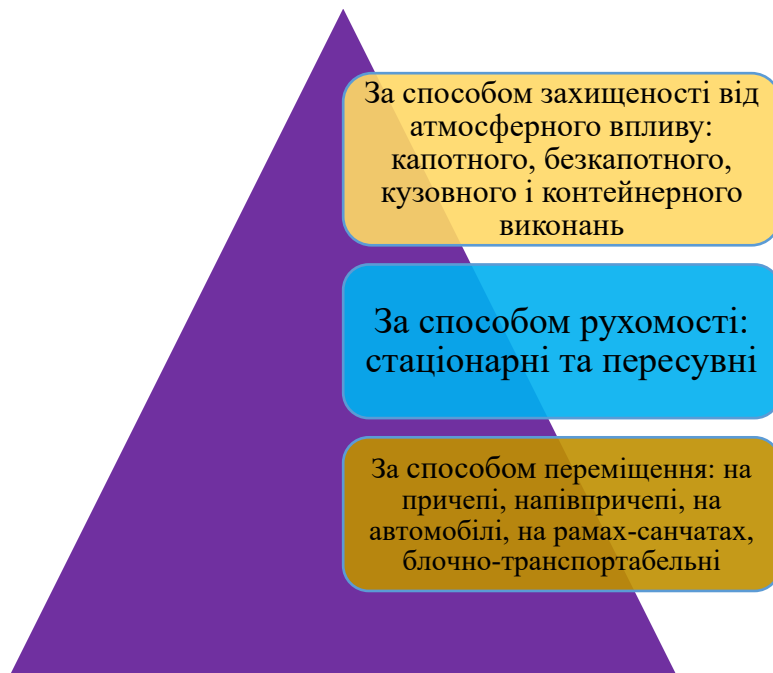 За способом захищеності від
атмосферного впливу:
капотного, безкапотного,
кузовного і контейнерного
виконань
За способом рухомості:
стаціонарні та пересувні
За способом переміщення: на
причепі, напівпричепі, на
автомобілі, на рамах-санчатах,
блочно-транспортабельні